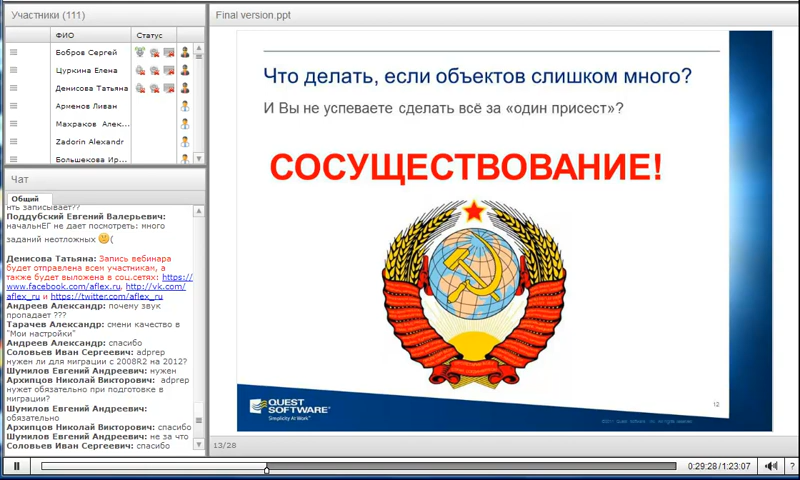 Участники (111)
ФИО
Статус
Бобров Сергей
Цуркина Елена
Денисова Татьяна
Арменов Ливан
Махраков Алек...
Zadorin Alexandr
Большекова Ир...
Чат
Общий
нть записывает??
Поддубский Евгений Валерьевич:
начальнЕГ не дает посмотреть: много
заданий неотложных (
Денисова Татьяна: Запись вебинара
будет отправлена всем участникам, а
также будет выложена в соц.сетях: https://
www.facebook.com/aflex.ru, http://vk.com/
aflex_ru и https://twitter.com/aflex_ru
Андреев Александр: почему звук
пропадает ???
Тарачев Александр: смени качество в
"Мои настройки"
Андреев Александр: спасибо
Соловьев Иван Сергеевич: adprep
нужен ли для миграции с 2008R2 на 2012?
Шумилов Евгений Андреевич: нужен
Архипцов Николай Викторович: adprep
нужет обязательно при подготовке в
миграции?
Шумилов Евгений Андреевич:
обязательно
Архипцов Николай Викторович: спасибо
Шумилов Евгений Андреевич: не за что
Соловьев Иван Сергеевич: спасибо
Final version.ppt
Что делать, если объектов слишком много?
И Вы не успеваете сделать всё за «один присест»?
СОСУЩЕСТВОВАНИЕ!
QUEST
SOFTWARE
Simplicity At Work
12
13/28
0:29:28/1:23:07
?